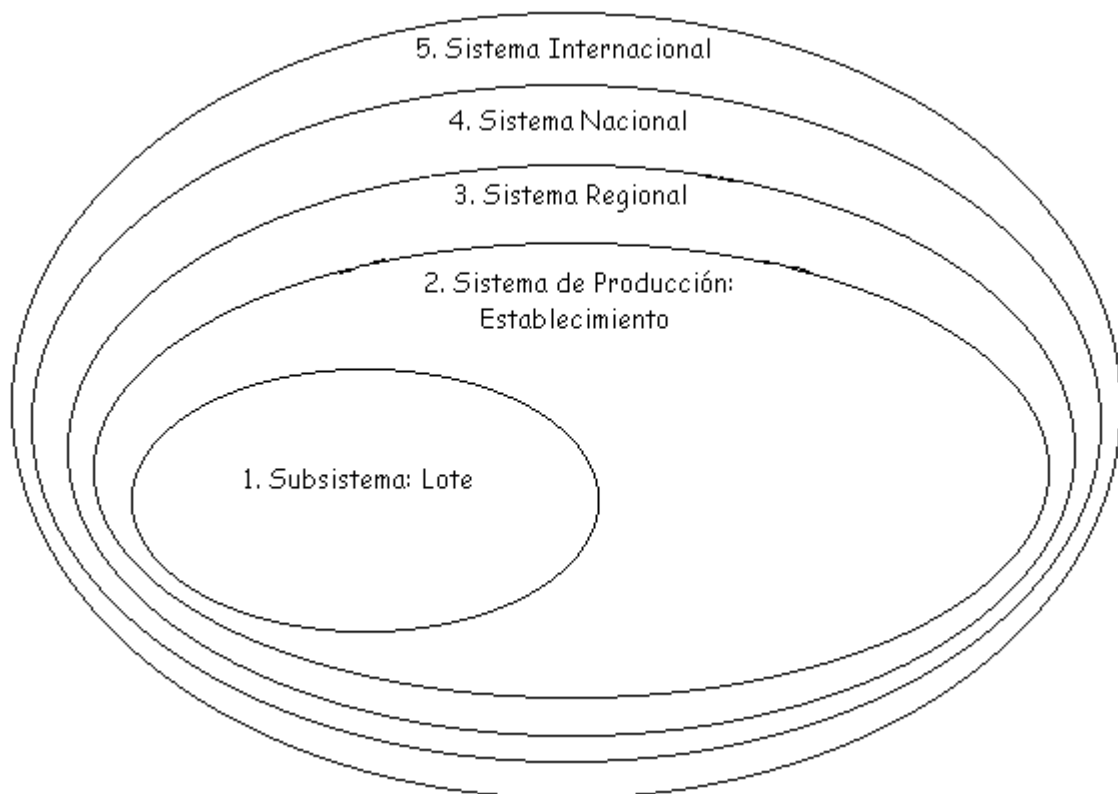 5. Sistema Internacional
4. Sistema Nacional
3. Sistema Regional
2. Sistema de Producción:
Establecimiento
1. Subsistema: Lote